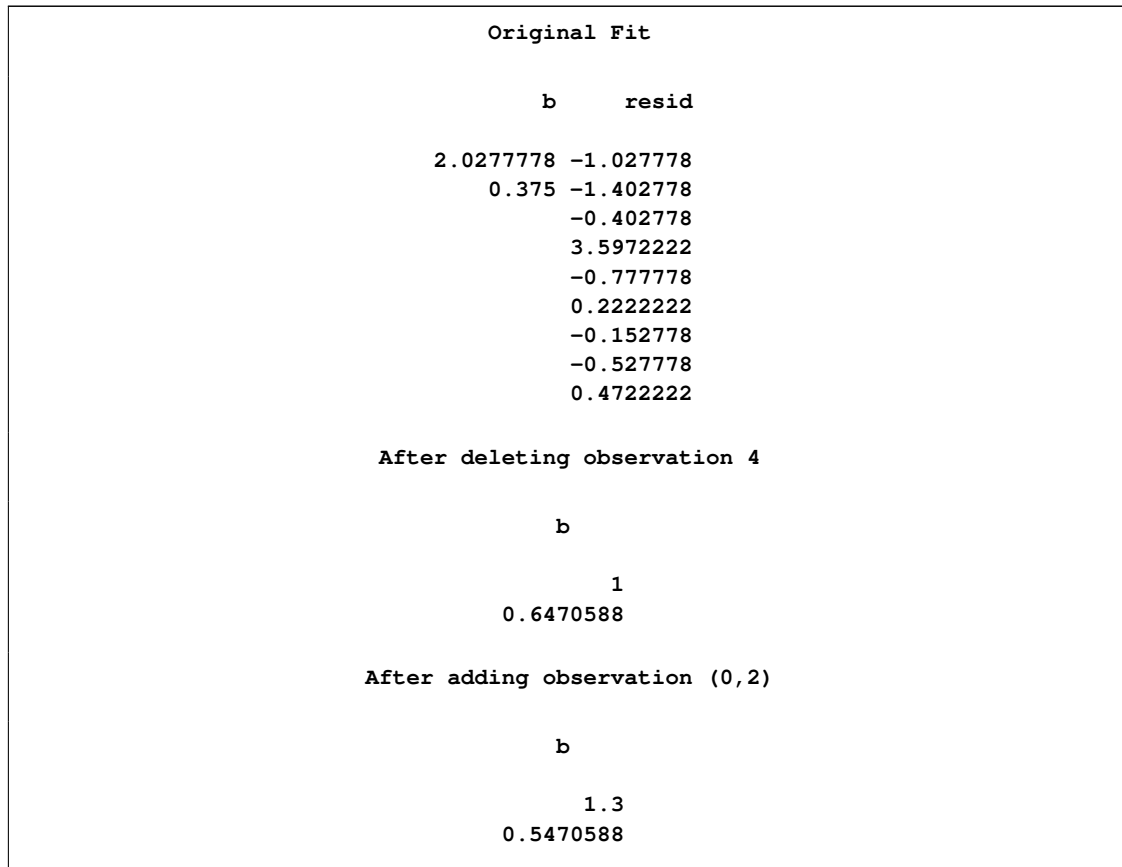 Original Fit
b resid
2.0277778 -1.027778
0.375 -1.402778
-0.402778
3.5972222
-0.777778
0.2222222
-0.152778
-0.527778
0.4722222
After deleting observation 4
b
1
0.6470588
After adding observation (0,2)
b
1.3
0.5470588